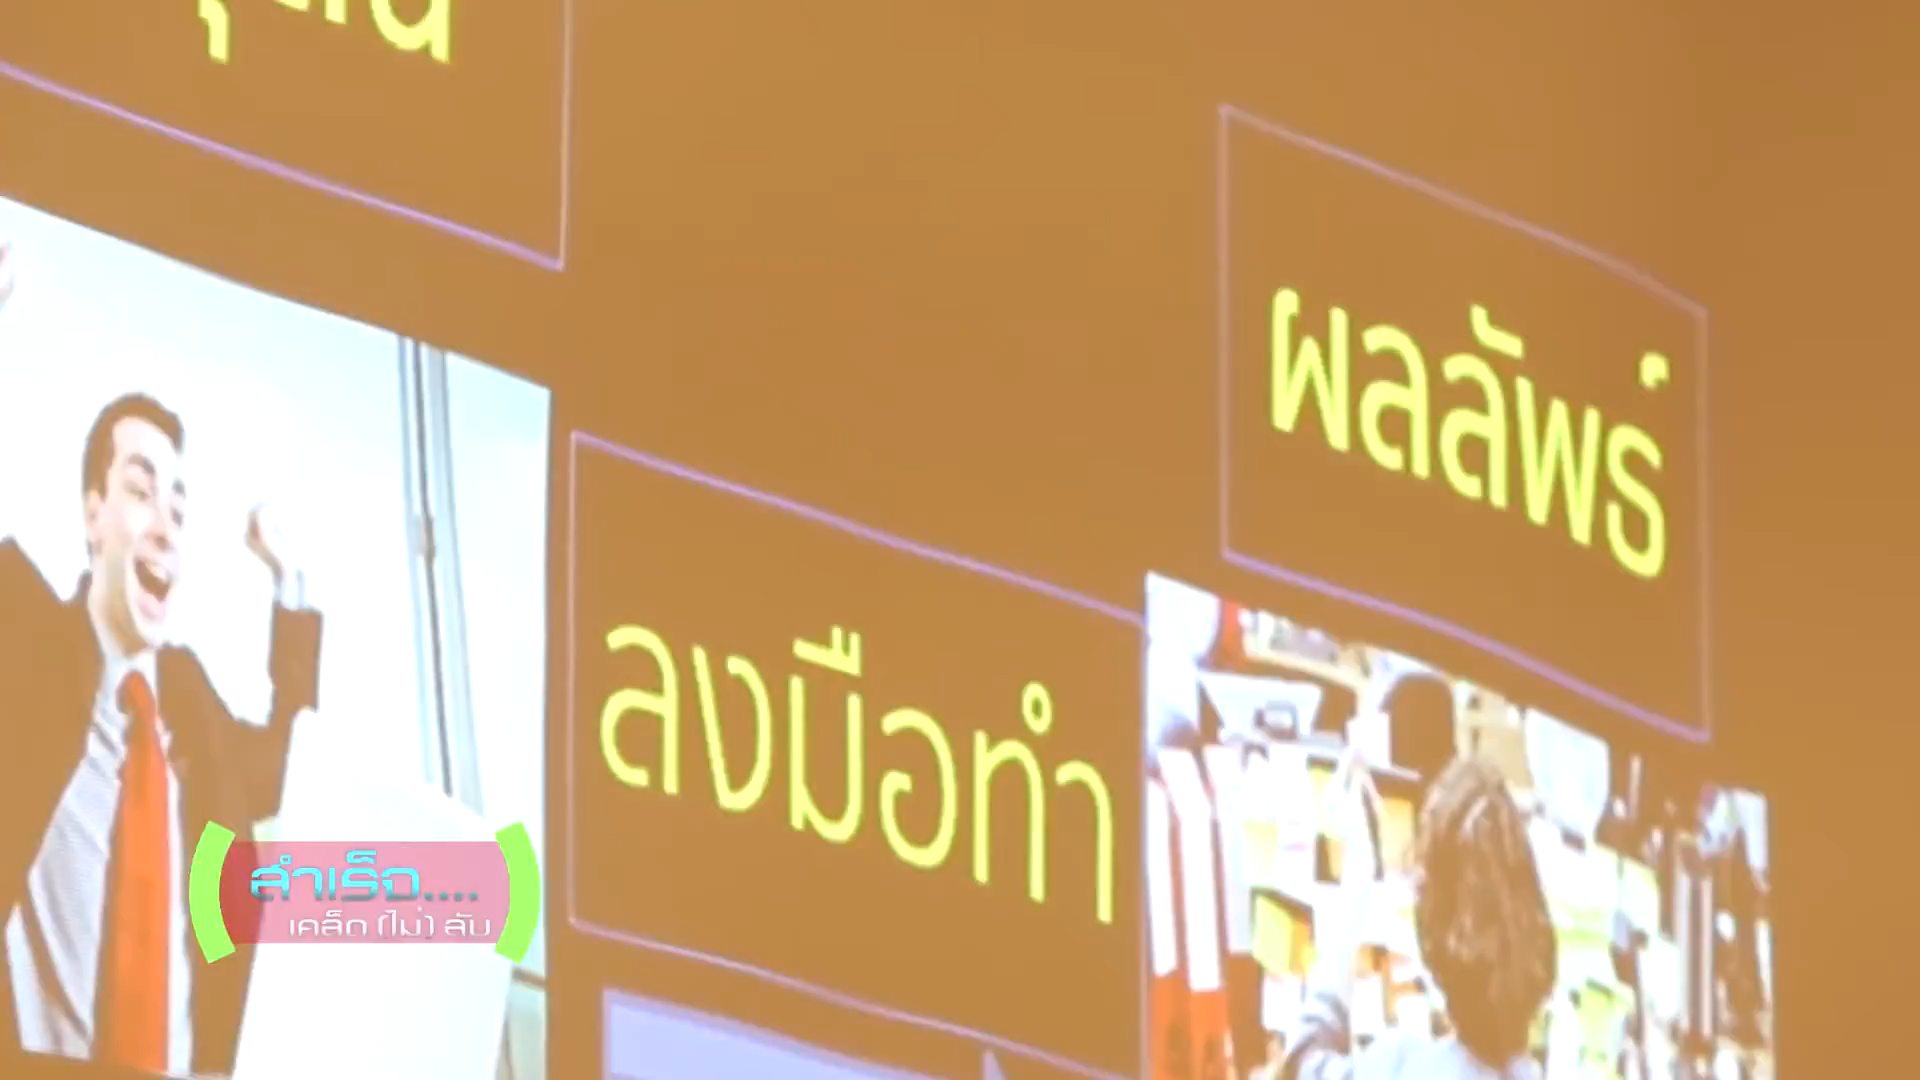 ผลลัพธ์
ลงมือทำ
สำเร็จ....
เคล็ด (ไม่) ลับ